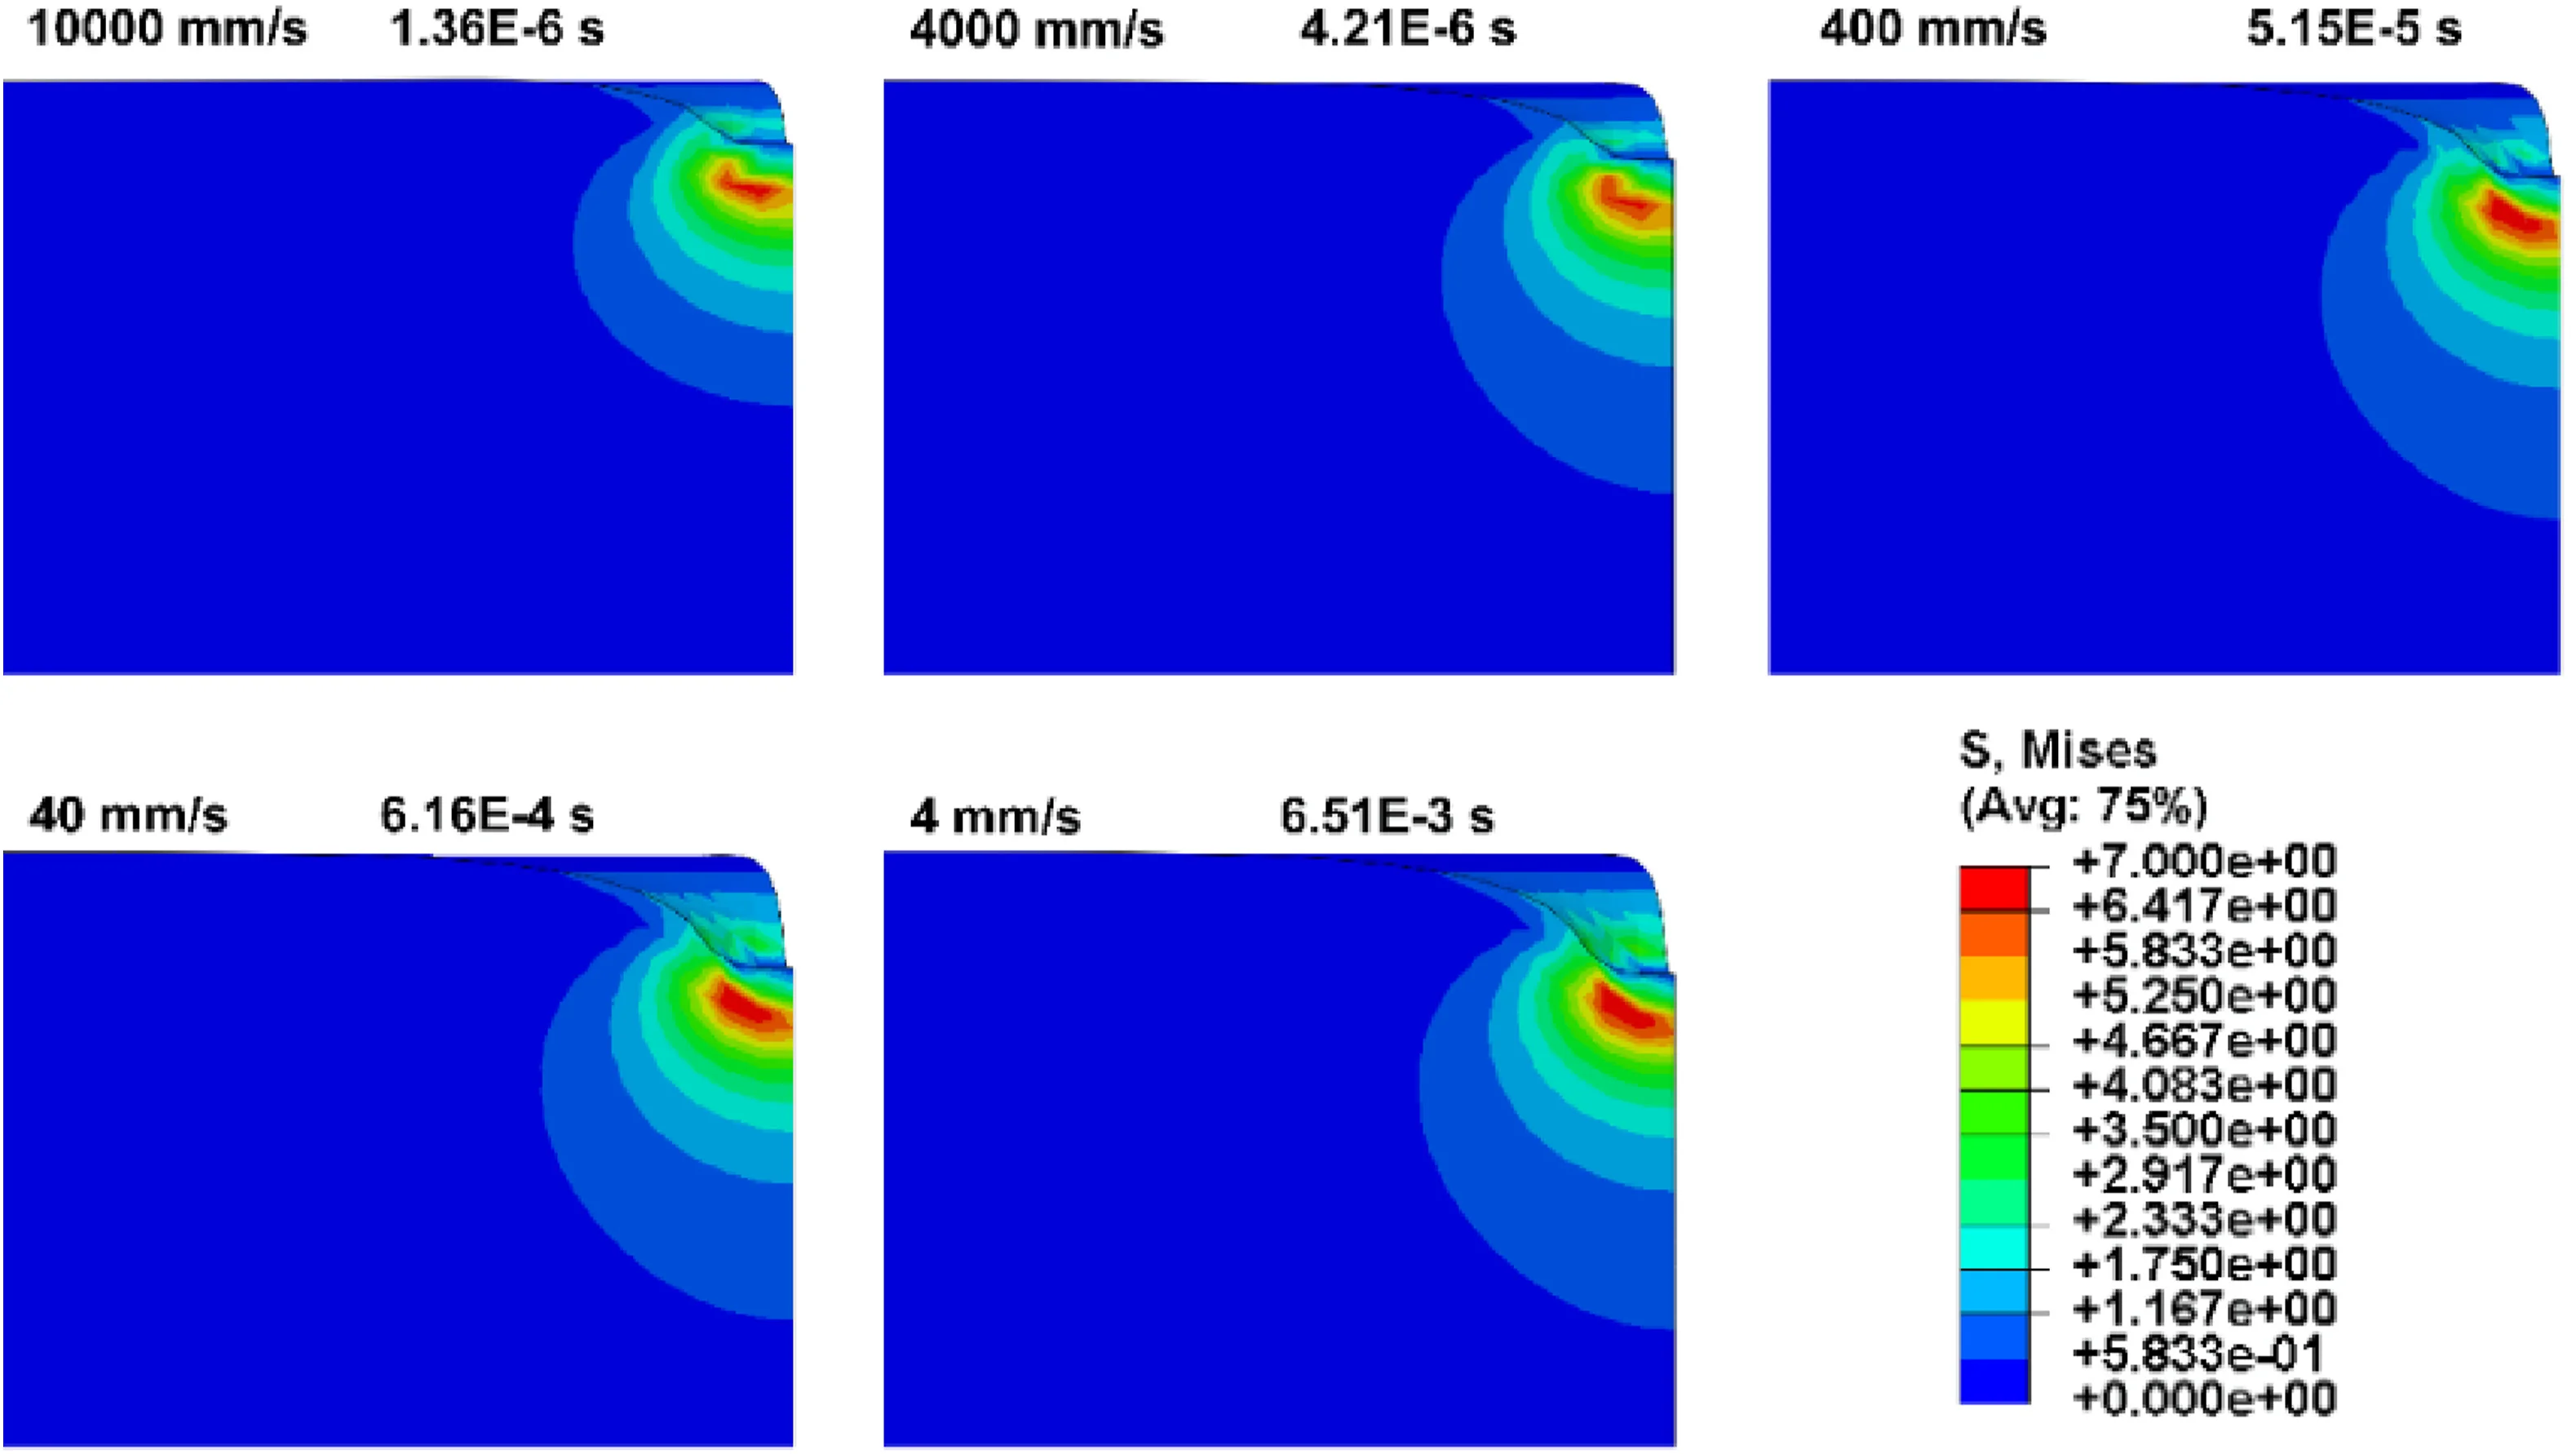 10000 mm/s 1.36E-6 s
4000 mm/s 4.21E-6 s
400 mm/s 5.15E-5 s
40 mm/s 6.16E-4 s
4 mm/s 6.51E-3 s
S, Mises
(Avg: 75%)
+7.000e+00
+6.417e+00
+5.833e+00
+5.250e+00
+4.667e+00
+4.083e+00
+3.500e+00
+2.917e+00
+2.333e+00
+1.750e+00
+1.167e+00
+5.833e-01
+0.000e+00